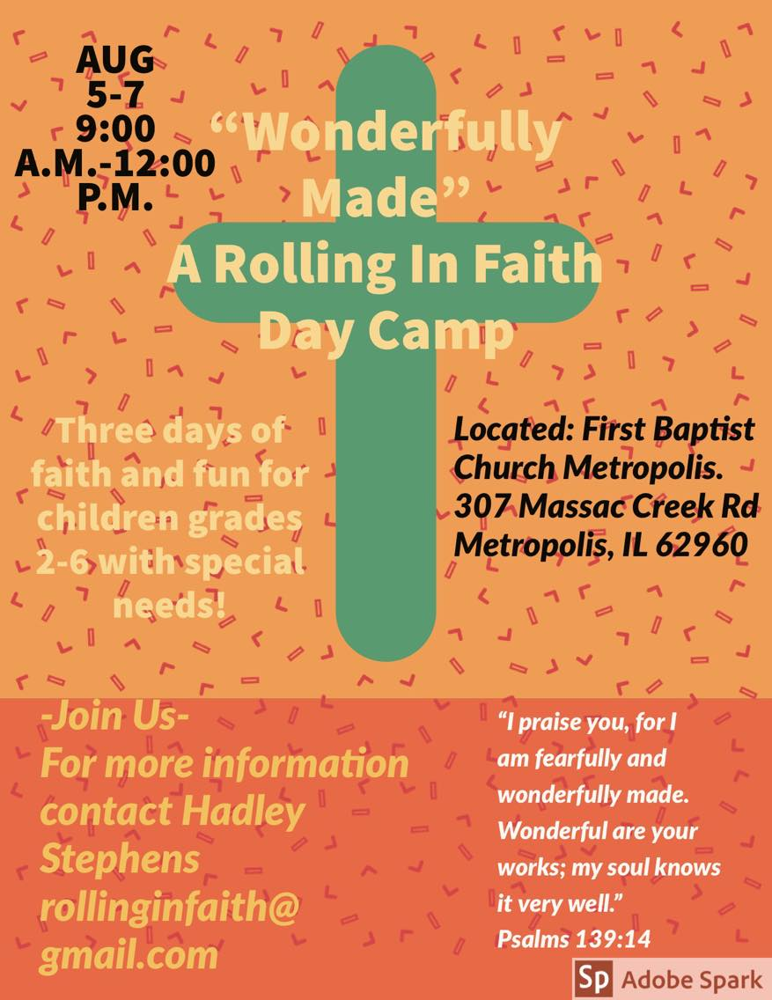 AUG
5-7
9:00
A.M.-12:00
P.M.
“Wonderfully
Made”
A Rolling In Faith
Day Camp
Three days of
faith and fun for
children grades
2-6 with special
needs!
Located: First Baptist
Church Metropolis.
307 Massac Creek Rd
Metropolis, IL 62960
-Join Us-
For more information
contact Hadley
Stephens
rollinginfaith@
gmail.com
“I praise you, for I
am fearfully and
wonderfully made.
Wonderful are your
works; my soul knows
it very well.”
Psalms 139:14
Sp Adobe Spark